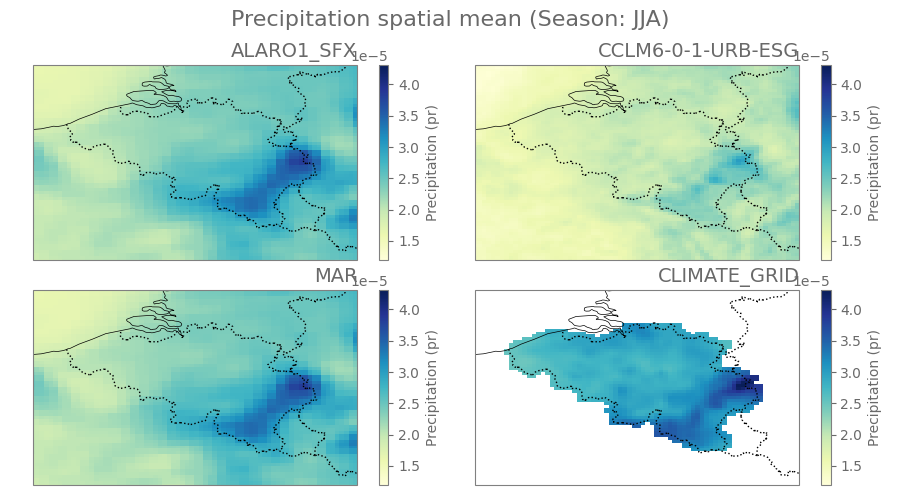 Precipitation spatial mean (Season: JJA)
ALARO1_SFX
1e−5
4.0
3.5
3.0
2.5
2.0
1.5
Precipitation (pr)
CCLM6-0-1-URB-ESG
1e−5
4.0
3.5
3.0
2.5
2.0
1.5
Precipitation (pr)
MAR
1e−5
4.0
3.5
3.0
2.5
2.0
1.5
Precipitation (pr)
CLIMATE_GRID
1e−5
4.0
3.5
3.0
2.5
2.0
1.5
Precipitation (pr)